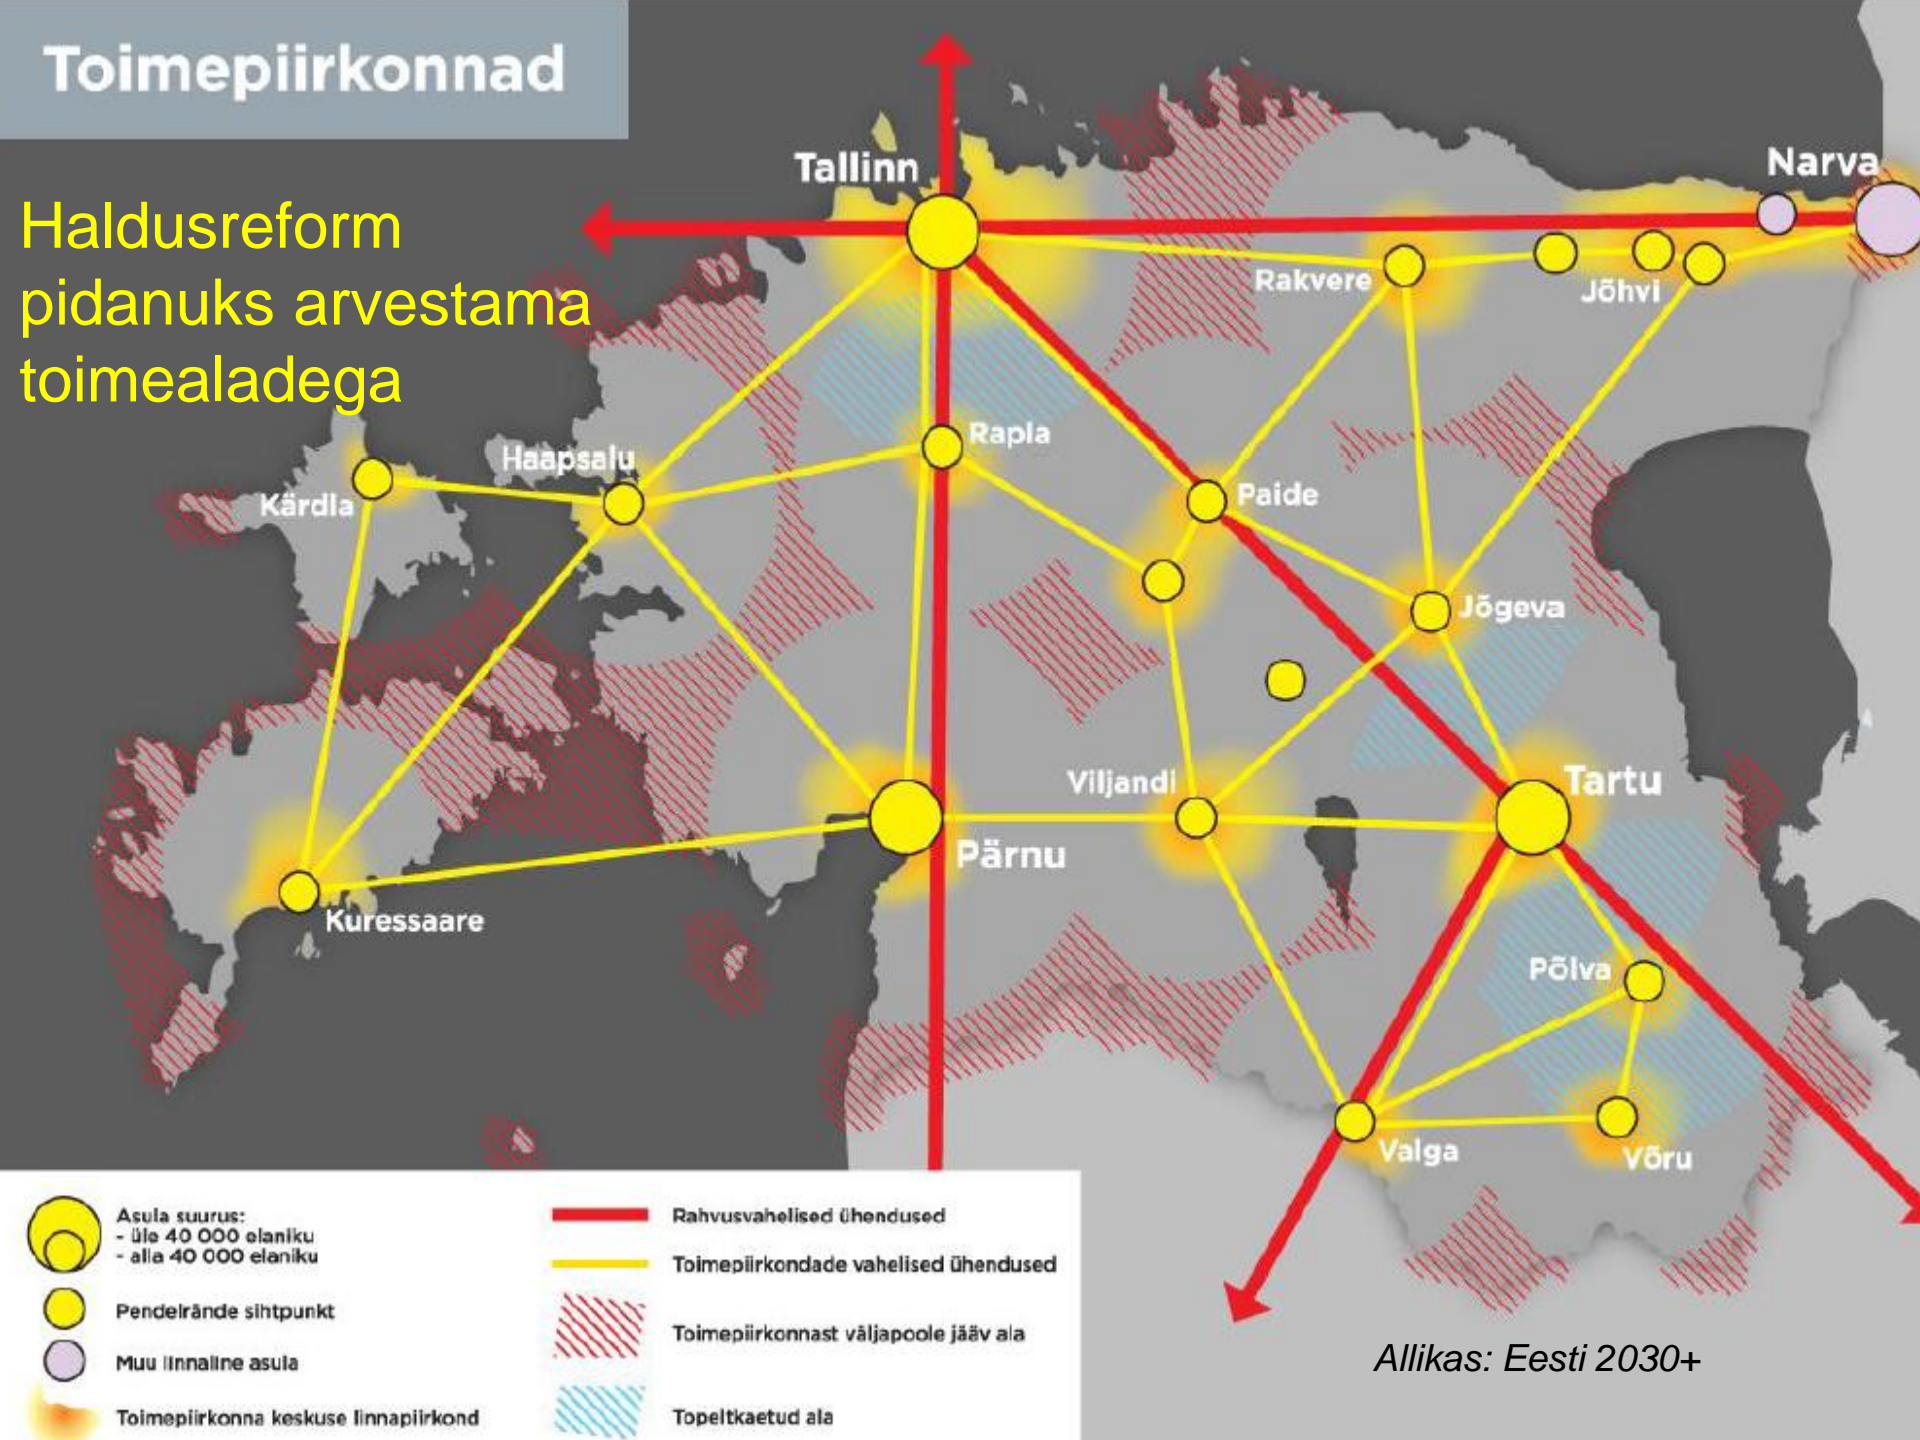 Toimepiirkonnad
Haldusreform
pidanuks arvestama
toimealadega
Tallinn
Narva
Rakvere
Jõhvi
Rapla
Haapsalu
Kärdla
Paide
Jõgeva
Viljandi
Tartu
Pärnu
Kuressaare
Põlva
Valga
Võru
Asula suurus:
- üle 40 000 elaniku
- alla 40 000 elaniku
Pendelrände sihtpunkt
Muu linnaline asula
Toimepiirkonna keskuse linnapiirkond
Rahvusvahelised ühendused
Toimepiirkondade vahelised ühendused
Toimepiirkonnast väljapoole jääv ala
Topeltkaetud ala
Allikas: Eesti 2030+